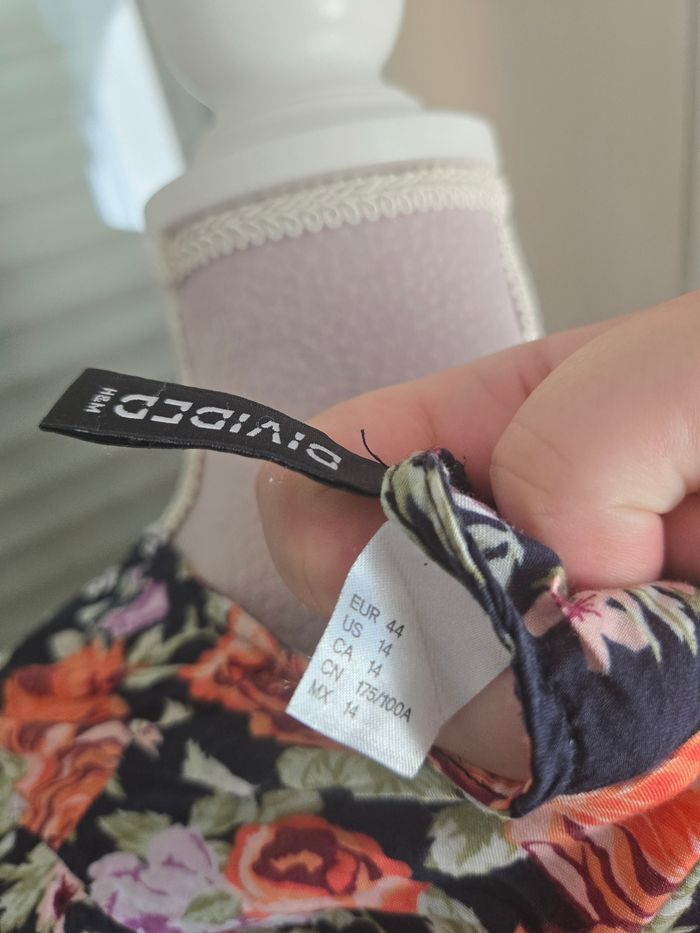 DIVIDED
H&M
EUR 44
US 14
CA 14
CN 175/100A
MX 14